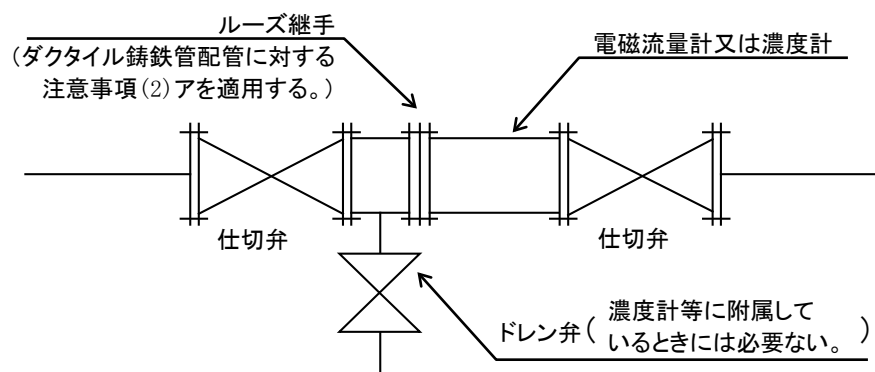 ルーズ継手
(ダクタイル鋳鉄管配管に対する
注意事項(2)アを適用する。)
電磁流量計又は濃度計
仕切弁
仕切弁
ドレン弁(濃度計等に附属して
いるときには必要ない。)